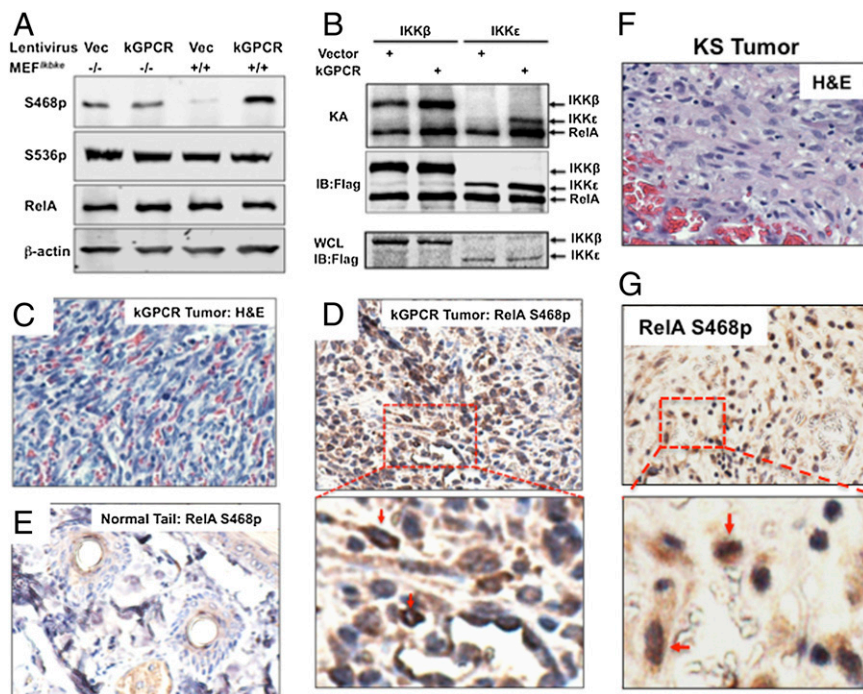 A
Lentivirus Vec kGPCR Vec kGPCR
MEF Ikbke -/- -/- +/+ +/+
S468p
S536p
RelA
β-actin
B
IKKβ IKKε
Vector + +
kGPCR + +
KA
IKKβ
IKKε
RelA
IB:Flag
IKKβ
IKKε
RelA
WCL
IB:Flag
IKKβ
IKKε
C
kGPCR Tumor: H&E
D
kGPCR Tumor: RelA S468p
E
Normal Tail: RelA S468p
F
KS Tumor
H&E
G
RelA S468p